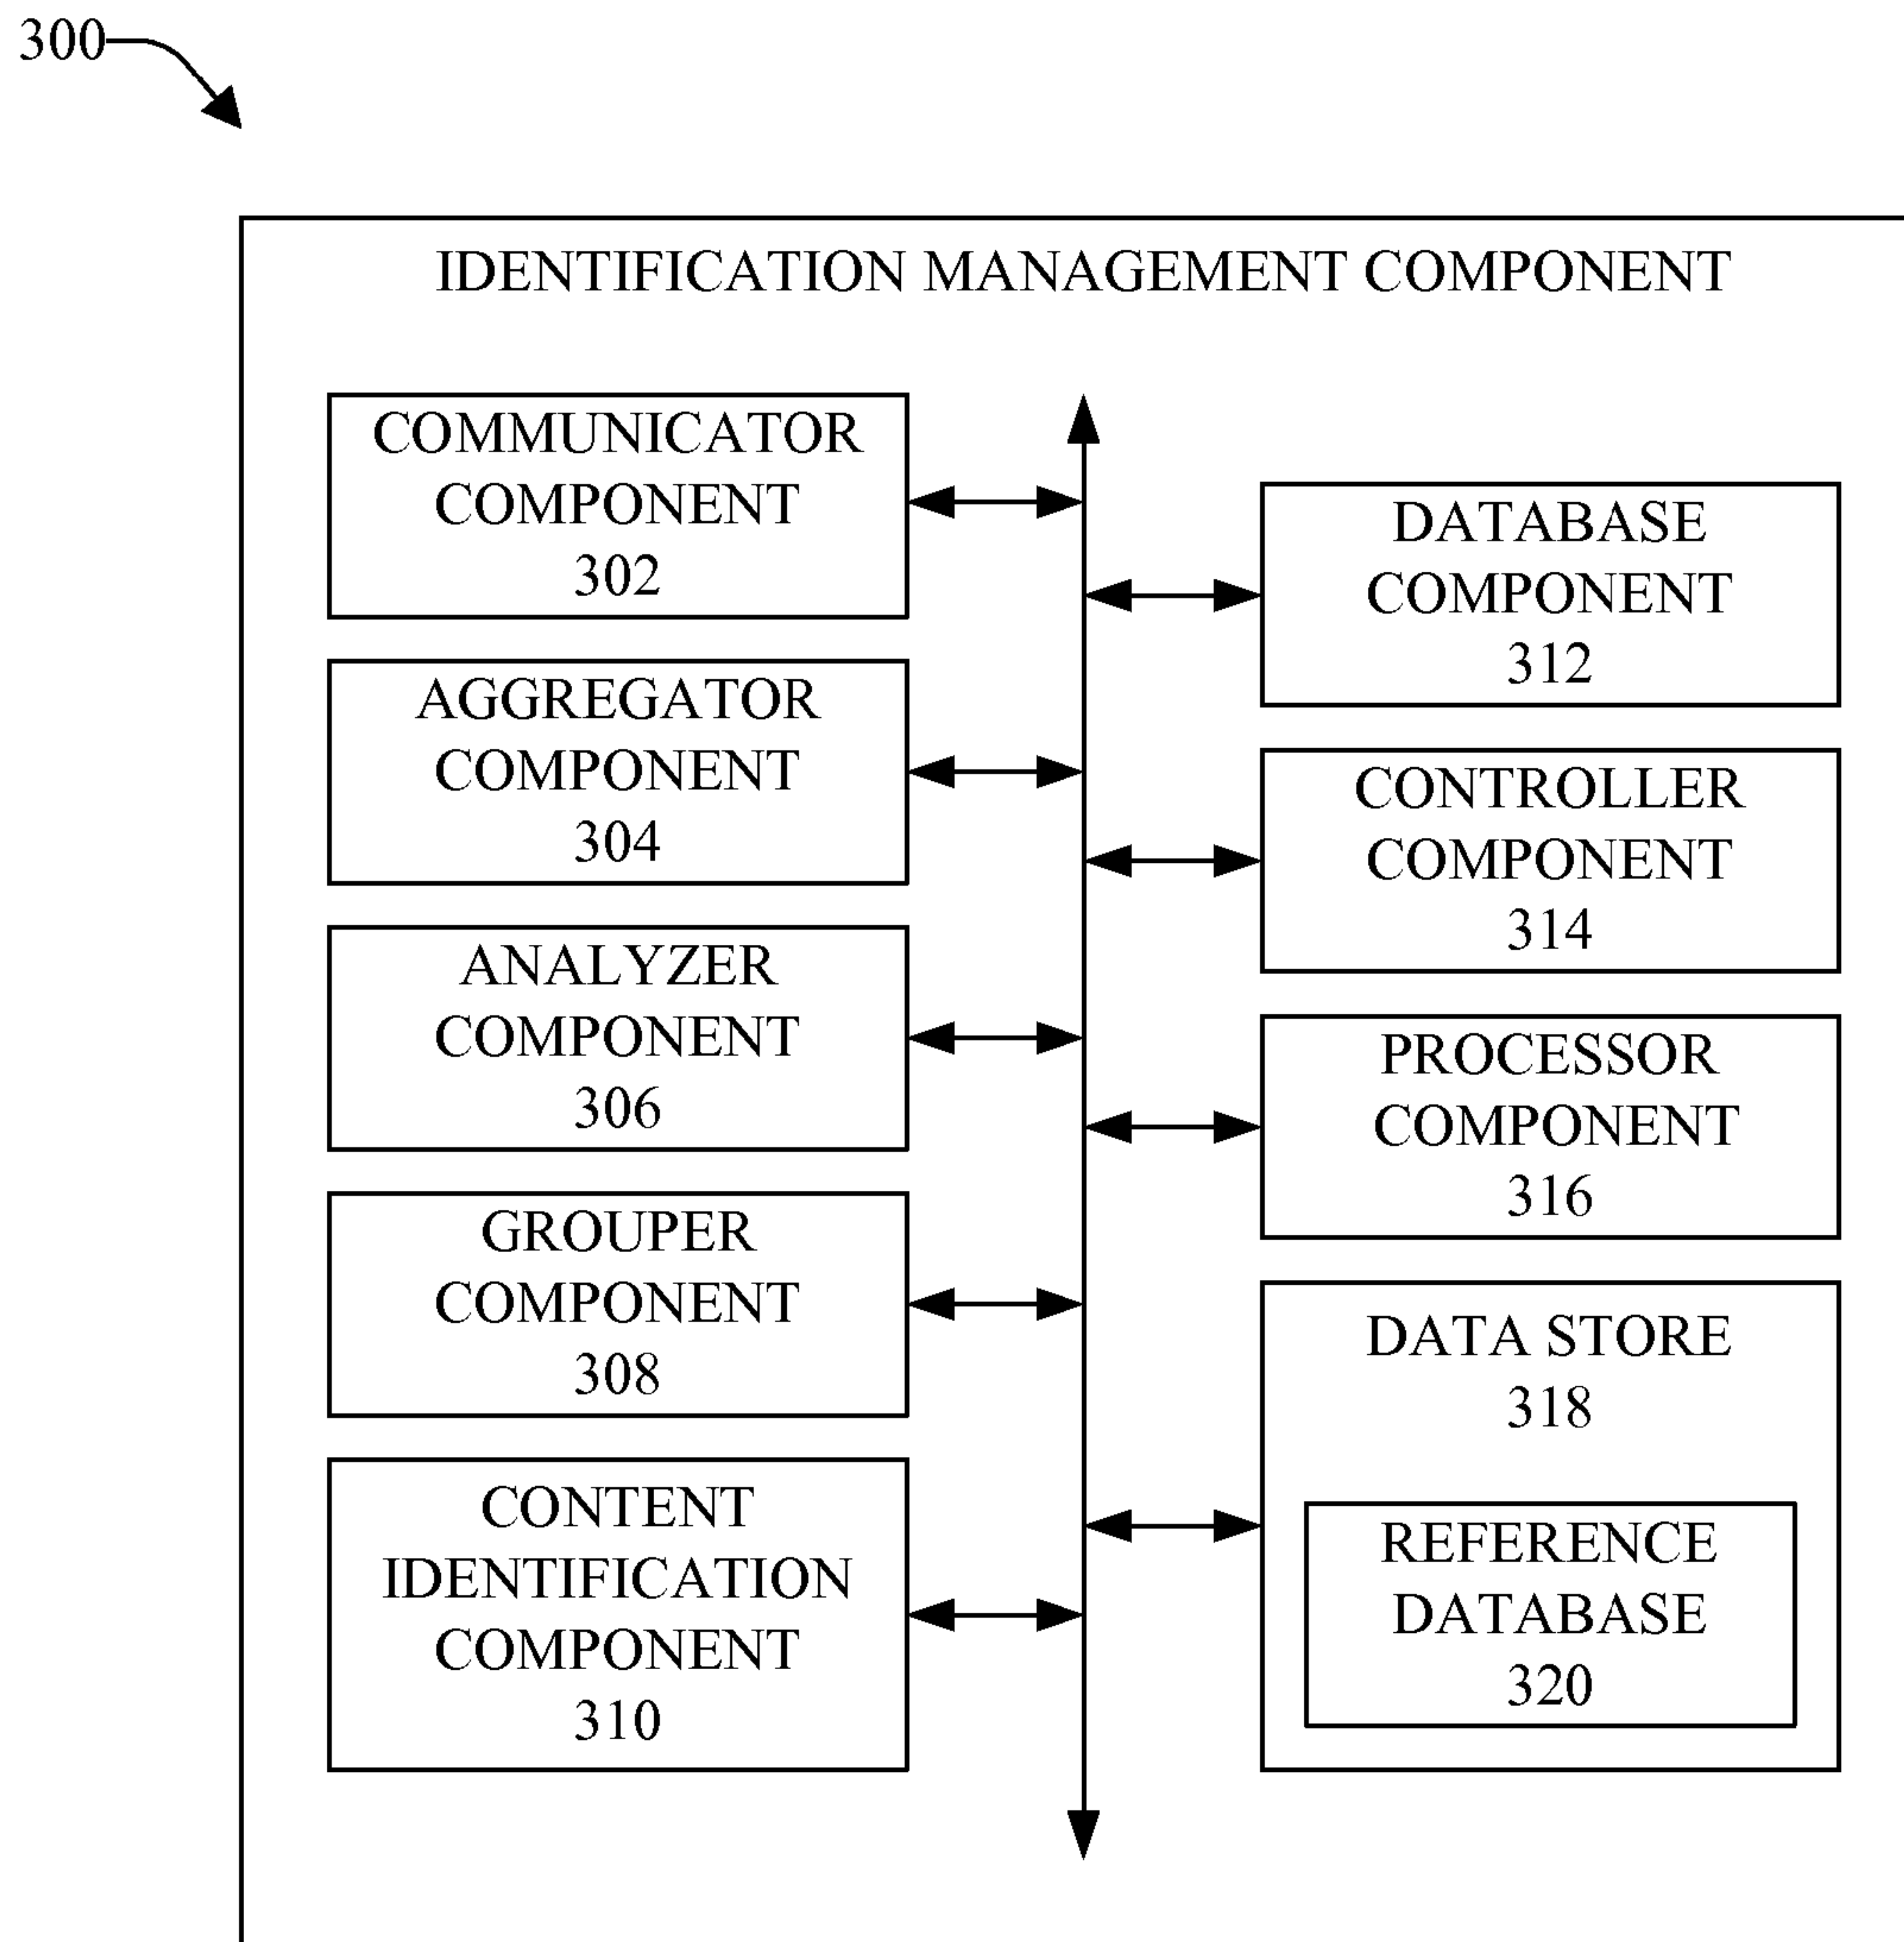 300
IDENTIFICATION MANAGEMENT COMPONENT
COMMUNICATOR
COMPONENT
302
AGGREGATOR
COMPONENT
304
ANALYZER
COMPONENT
306
GROUPER
COMPONENT
308
CONTENT
IDENTIFICATION
COMPONENT
310
DATABASE
COMPONENT
312
CONTROLLER
COMPONENT
314
PROCESSOR
COMPONENT
316
DATA STORE
318
REFERENCE
DATABASE
320